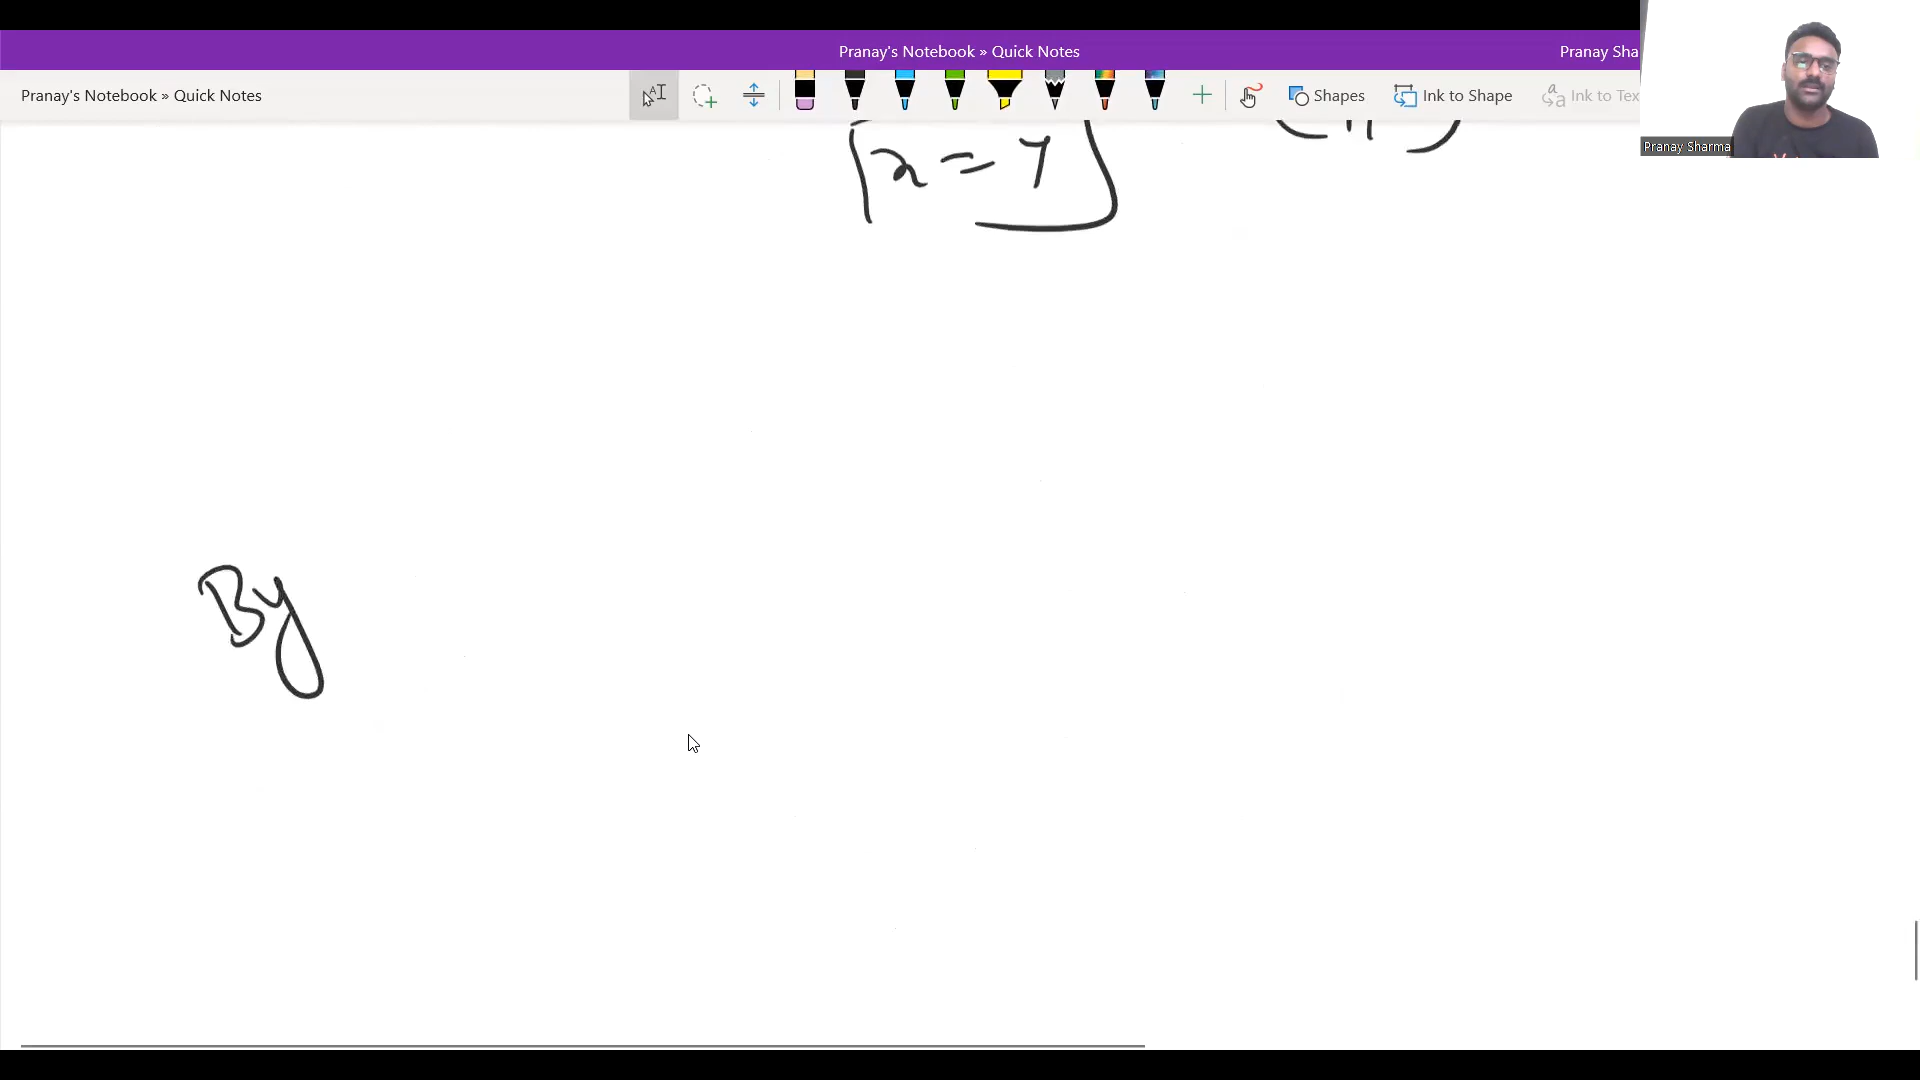 Pranay's Notebook » Quick Notes
Pranay Sha
Pranay's Notebook » Quick Notes
Shapes
Ink to Shape
Ink to Tex
Pranay Sharma
x = 7
By